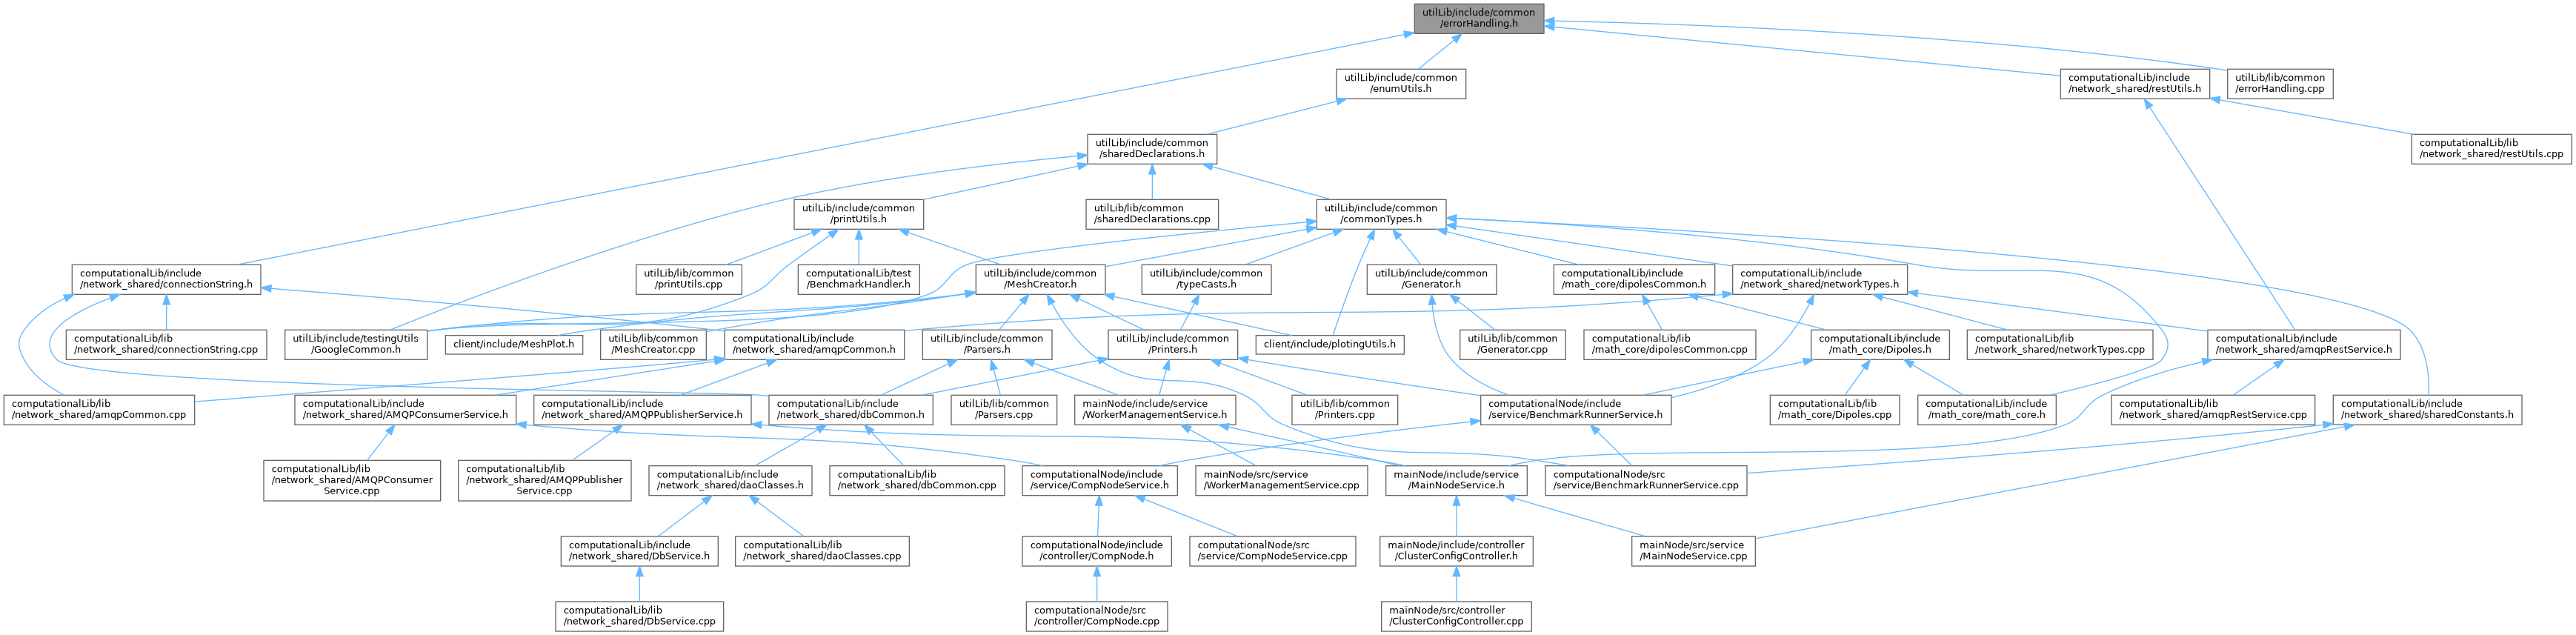 utilLib/include/common
/errorHandling.h
utilLib/include/common
/enumUtils.h
computationalLib/include
/network_shared/restUtils.h
utilLib/lib/common
/errorHandling.cpp
utilLib/include/common
/sharedDeclarations.h
computationalLib/lib
/network_shared/restUtils.cpp
utilLib/include/common
/printUtils.h
utilLib/lib/common
/sharedDeclarations.cpp
utilLib/include/common
/commonTypes.h
computationalLib/include
/network_shared/connectionString.h
utilLib/lib/common
/printUtils.cpp
computationalLib/test
/BenchmarkHandler.h
utilLib/include/common
/MeshCreator.h
utilLib/include/common
/typeCasts.h
utilLib/include/common
/Generator.h
computationalLib/include
/math_core/dipolesCommon.h
computationalLib/include
/network_shared/networkTypes.h
computationalLib/lib
/network_shared/connectionString.cpp
utilLib/include/testingUtils
/GoogleCommon.h
client/include/MeshPlot.h
utilLib/lib/common
/MeshCreator.cpp
computationalLib/include
/network_shared/amqpCommon.h
utilLib/include/common
/Parsers.h
utilLib/include/common
/Printers.h
client/include/plotingUtils.h
utilLib/lib/common
/Generator.cpp
computationalLib/lib
/math_core/dipolesCommon.cpp
computationalLib/include
/math_core/Dipoles.h
computationalLib/lib
/network_shared/networkTypes.cpp
computationalLib/include
/network_shared/amqpRestService.h
computationalLib/lib
/network_shared/amqpCommon.cpp
computationalLib/include
/network_shared/AMQPConsumerService.h
computationalLib/include
/network_shared/AMQPPublisherService.h
computationalLib/include
/network_shared/dbCommon.h
utilLib/lib/common
/Parsers.cpp
mainNode/include/service
/WorkerManagementService.h
utilLib/lib/common
/Printers.cpp
computationalNode/include
/service/BenchmarkRunnerService.h
computationalLib/lib
/math_core/Dipoles.cpp
computationalLib/include
/math_core/math_core.h
computationalLib/lib
/network_shared/amqpRestService.cpp
computationalLib/include
/network_shared/sharedConstants.h
computationalLib/lib
/network_shared/AMQPConsumer
Service.cpp
computationalLib/lib
/network_shared/AMQPPublisher
Service.cpp
computationalLib/include
/network_shared/daoClasses.h
computationalLib/lib
/network_shared/dbCommon.cpp
computationalNode/include
/service/CompNodeService.h
mainNode/src/service
/WorkerManagementService.cpp
mainNode/include/service
/MainNodeService.h
computationalNode/src
/service/BenchmarkRunnerService.cpp
computationalLib/include
/network_shared/DbService.h
computationalLib/lib
/network_shared/daoClasses.cpp
computationalNode/include
/controller/CompNode.h
computationalNode/src
/service/CompNodeService.cpp
mainNode/include/controller
/ClusterConfigController.h
mainNode/src/service
/MainNodeService.cpp
computationalLib/lib
/network_shared/DbService.cpp
computationalNode/src
/controller/CompNode.cpp
mainNode/src/controller
/ClusterConfigController.cpp